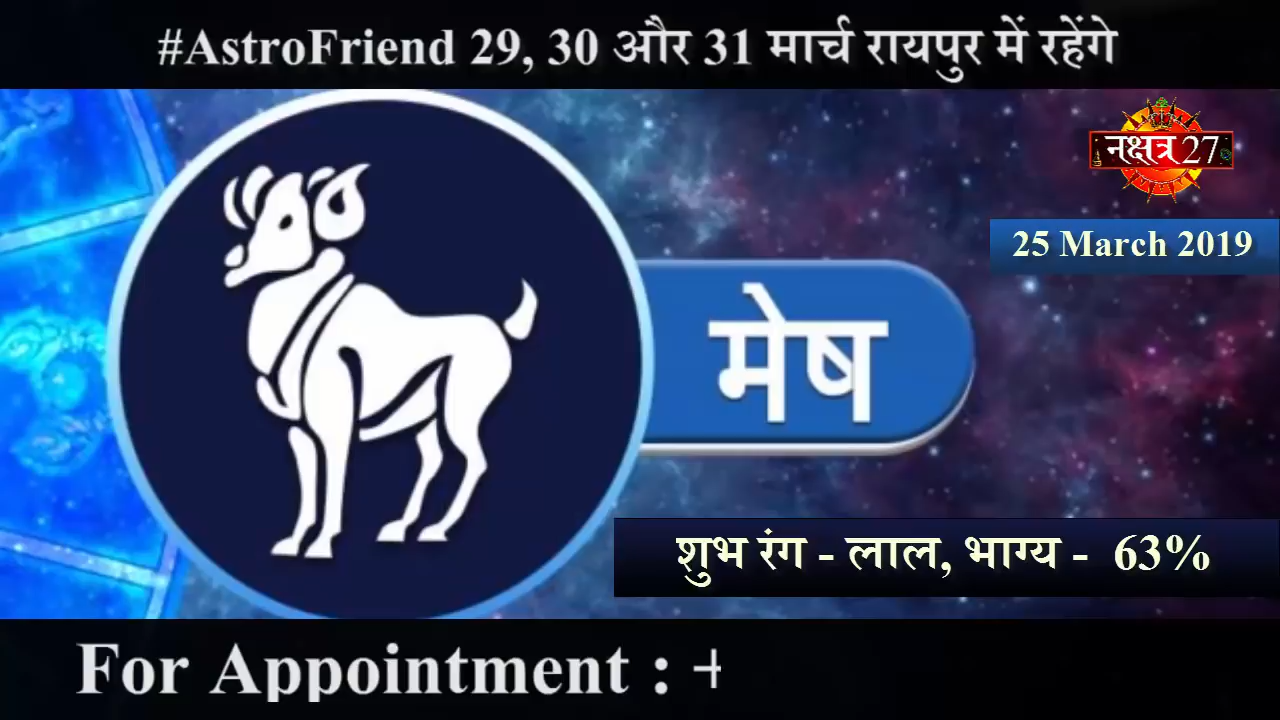 #AstroFriend 29, 30 और 31 मार्च रायपुर में रहेंगे
नक्षत्र 27
25 March 2019
मेष
शुभ रंग - लाल, भाग्य - 63%
For Appointment : +